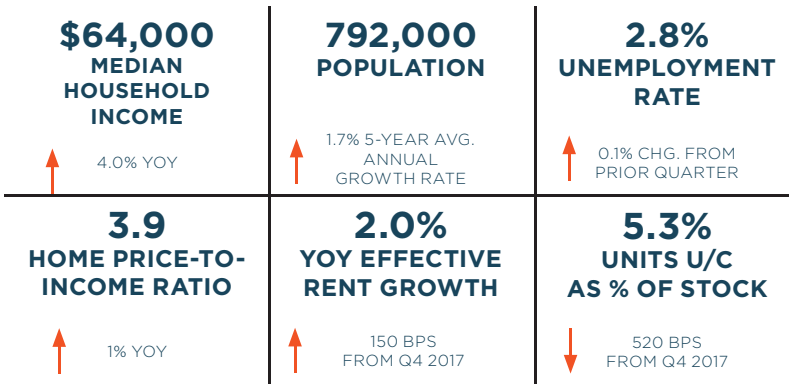 $64,000
MEDIAN
HOUSEHOLD
INCOME
4.0% YOY
792,000
POPULATION
1.7% 5-YEAR AVG.
ANNUAL
GROWTH RATE
2.8%
UNEMPLOYMENT
RATE
0.1% CHG. FROM
PRIOR QUARTER
3.9
HOME PRICE-TO-
INCOME RATIO
1% YOY
2.0%
YOY EFFECTIVE
RENT GROWTH
150 BPS
FROM Q4 2017
5.3%
UNITS U/C
AS % OF STOCK
520 BPS
FROM Q4 2017